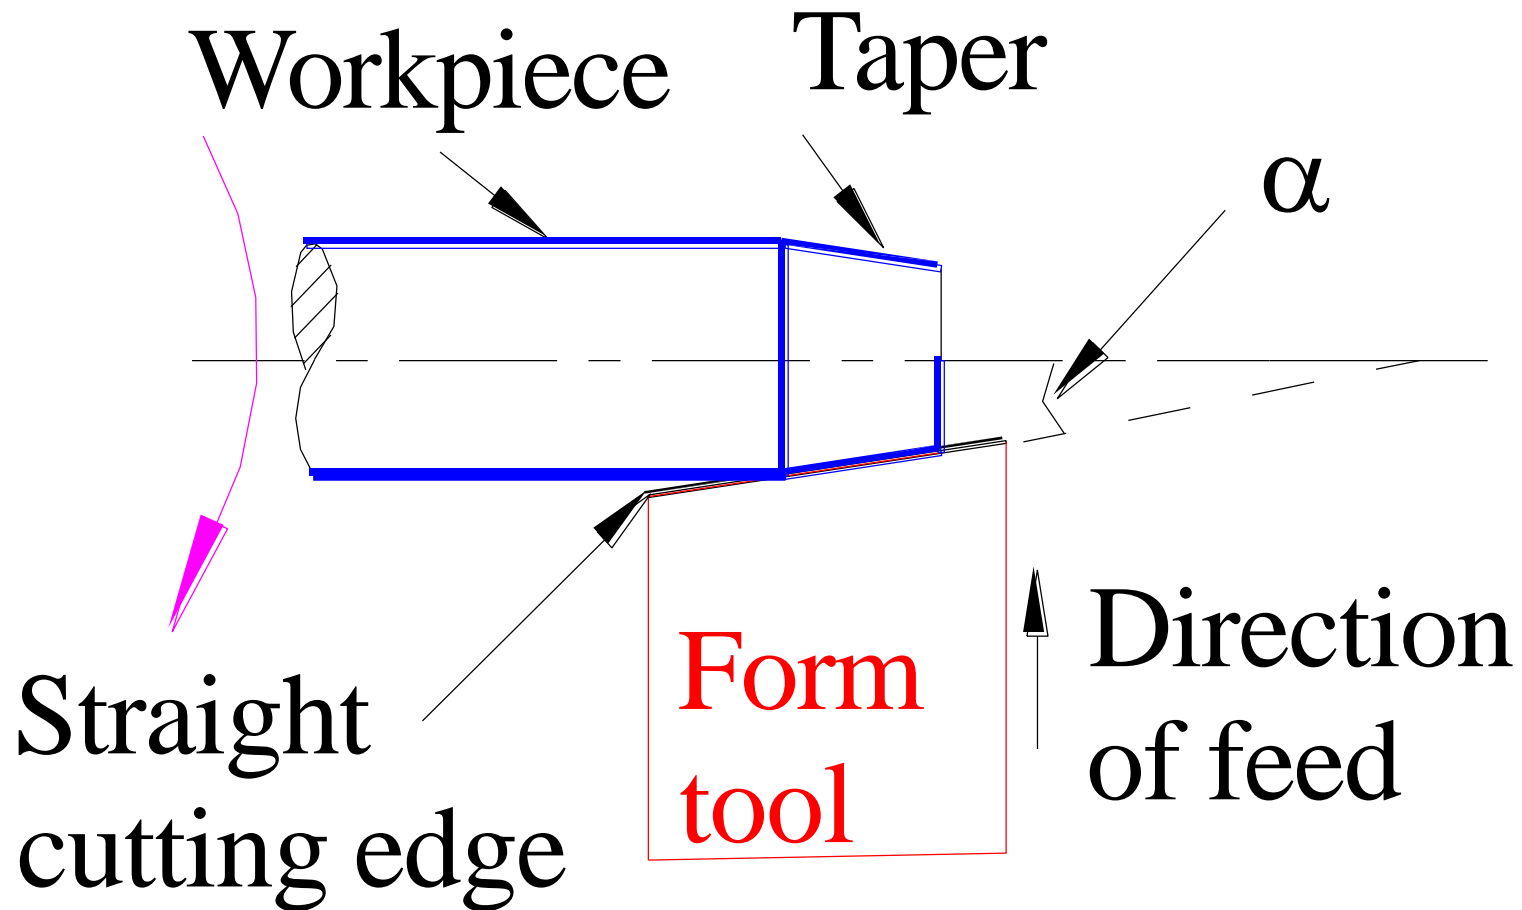 Workpiece
Taper
α
Straight
cutting edge
Form
tool
Direction
of feed